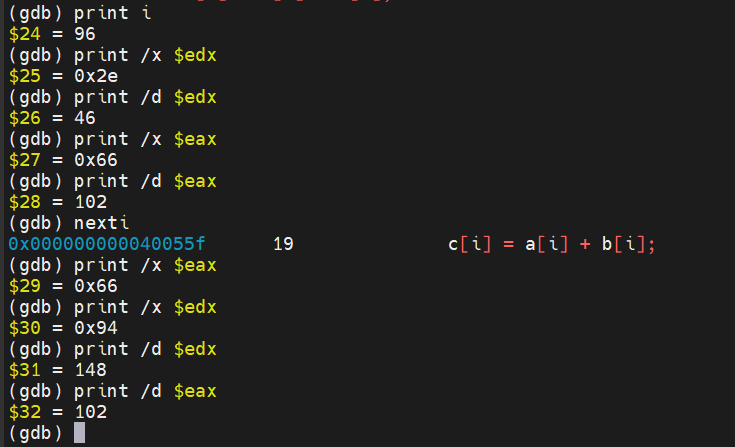 (gdb) print i
$24 = 96
(gdb) print /x $edx
$25 = 0x2e
(gdb) print /d $edx
$26 = 46
(gdb) print /x $eax
$27 = 0x66
(gdb) print /d $eax
$28 = 102
(gdb) nexti
0x000000000040055f 19 c[i] = a[i] + b[i];
(gdb) print /x $eax
$29 = 0x66
(gdb) print /x $edx
$30 = 0x94
(gdb) print /d $edx
$31 = 148
(gdb) print /d $eax
$32 = 102
(gdb)